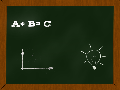 A+ B= C